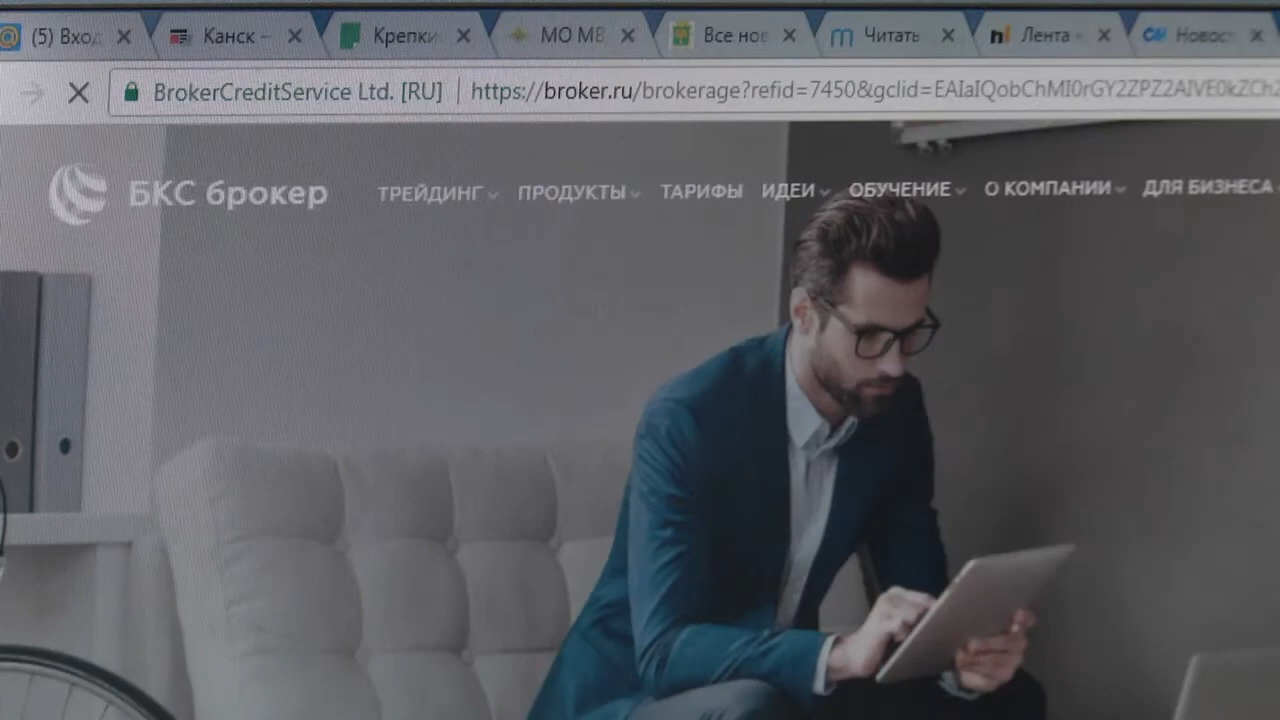 (5) Вход Канск – Крепки МО МВ Все нов Читать Лента Новост
BrokerCreditService Ltd. [RU] https://broker.ru/brokerage?refid=7450&gclid=
БКС брокер ТРЕЙДИНГ ПРОДУКТЫ ТАРИФЫ ИДЕИ ОБУЧЕНИЕ О КОМПАНИИ ДЛЯ БИЗНЕСА